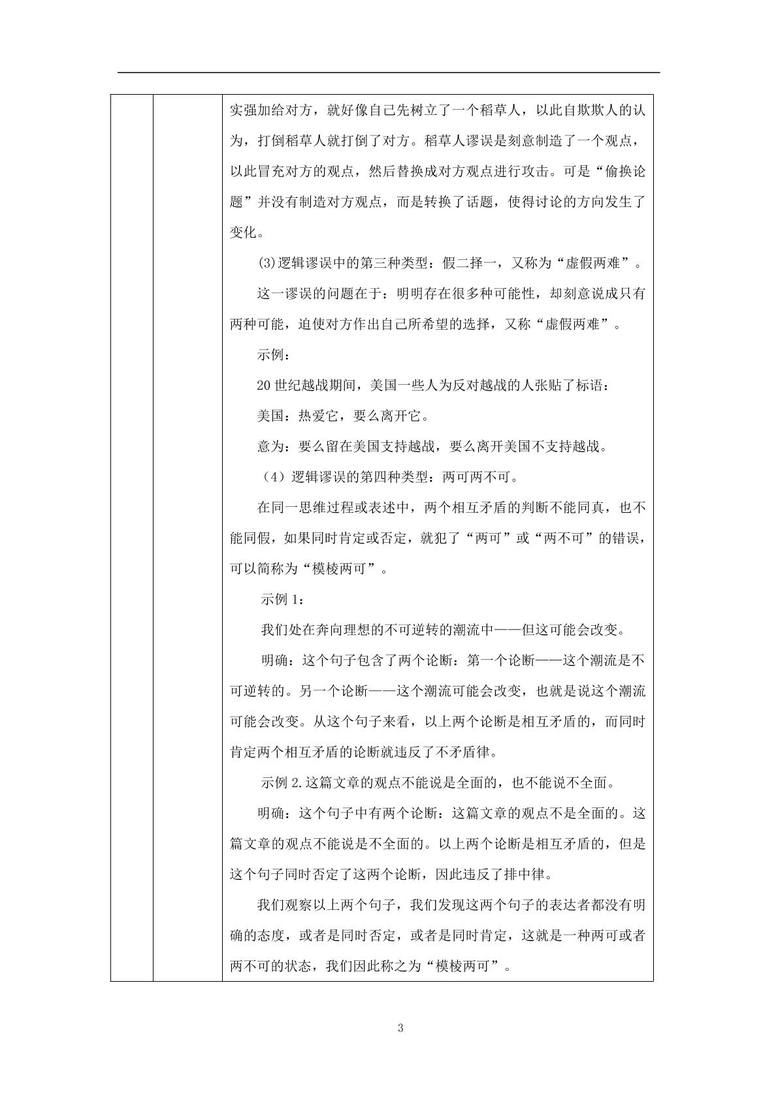 实强加给对方，就好像自己先树立了一个稻草人，以此自欺欺人的认
为，打倒稻草人就打倒了对方。稻草人谬误是刻意制造了一个观点，
以此冒充对方的观点，然后替换成对方观点进行攻击。可是“偷换论
题”并没有制造对方观点，而是转换了话题，使得讨论的方向发生了
变化。
(3)逻辑谬误中的第三种类型：假二择一，又称为“虚假两难”。
这一谬误的问题在于：明明存在很多种可能性，却刻意说成只有
两种可能，迫使对方作出自己所希望的选择，又称“虚假两难”。
示例：
20 世纪越战期间，美国一些人为反对越战的人张贴了标语：
美国：热爱它，要么离开它。
意为：要么留在美国支持越战，要么离开美国不支持越战。
（4）逻辑谬误的第四种类型：两可两不可。
在同一思维过程或表述中，两个相互矛盾的判断不能同真，也不
能同假，如果同时肯定或否定，就犯了“两可”或“两不可”的错误，
可以简称为“模棱两可”。
示例 1：
我们处在奔向理想的不可逆转的潮流中——但这可能会改变。
明确：这个句子包含了两个论断：第一个论断——这个潮流是不
可逆转的。另一个论断——这个潮流可能会改变，也就是说这个潮流
可能会改变。从这个句子来看，以上两个论断是相互矛盾的，而同时
肯定两个相互矛盾的论断就违反了不矛盾律。
示例 2.这篇文章的观点不能说是全面的，也不能说不全面。
明确：这个句子中有两个论断：这篇文章的观点不是全面的。这
篇文章的观点不能说是不全面的。以上两个论断是相互矛盾的，但是
这个句子同时否定了这两个论断，因此违反了排中律。
我们观察以上两个句子，我们发现这两个句子的表达者都没有明
确的态度，或者是同时否定，或者是同时肯定，这就是一种两可或者
两不可的状态，我们因此称之为“模棱两可”。
3